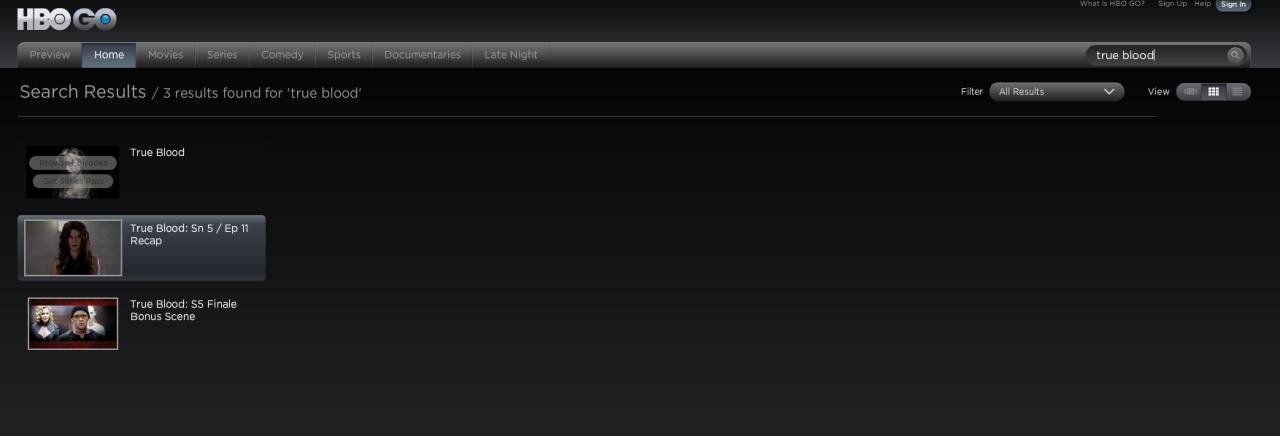 What Is HBO GO? Sign Up Help Sign In
HBO GO
Preview Home Movies Series Comedy Sports Documentaries Late Night true blood
Search Results / 3 results found for 'true blood' Filter All Results View
True Blood
Browse Episodes
Get Series Pass
True Blood: Sn 5 / Ep 11
Recap
True Blood: S5 Finale
Bonus Scene